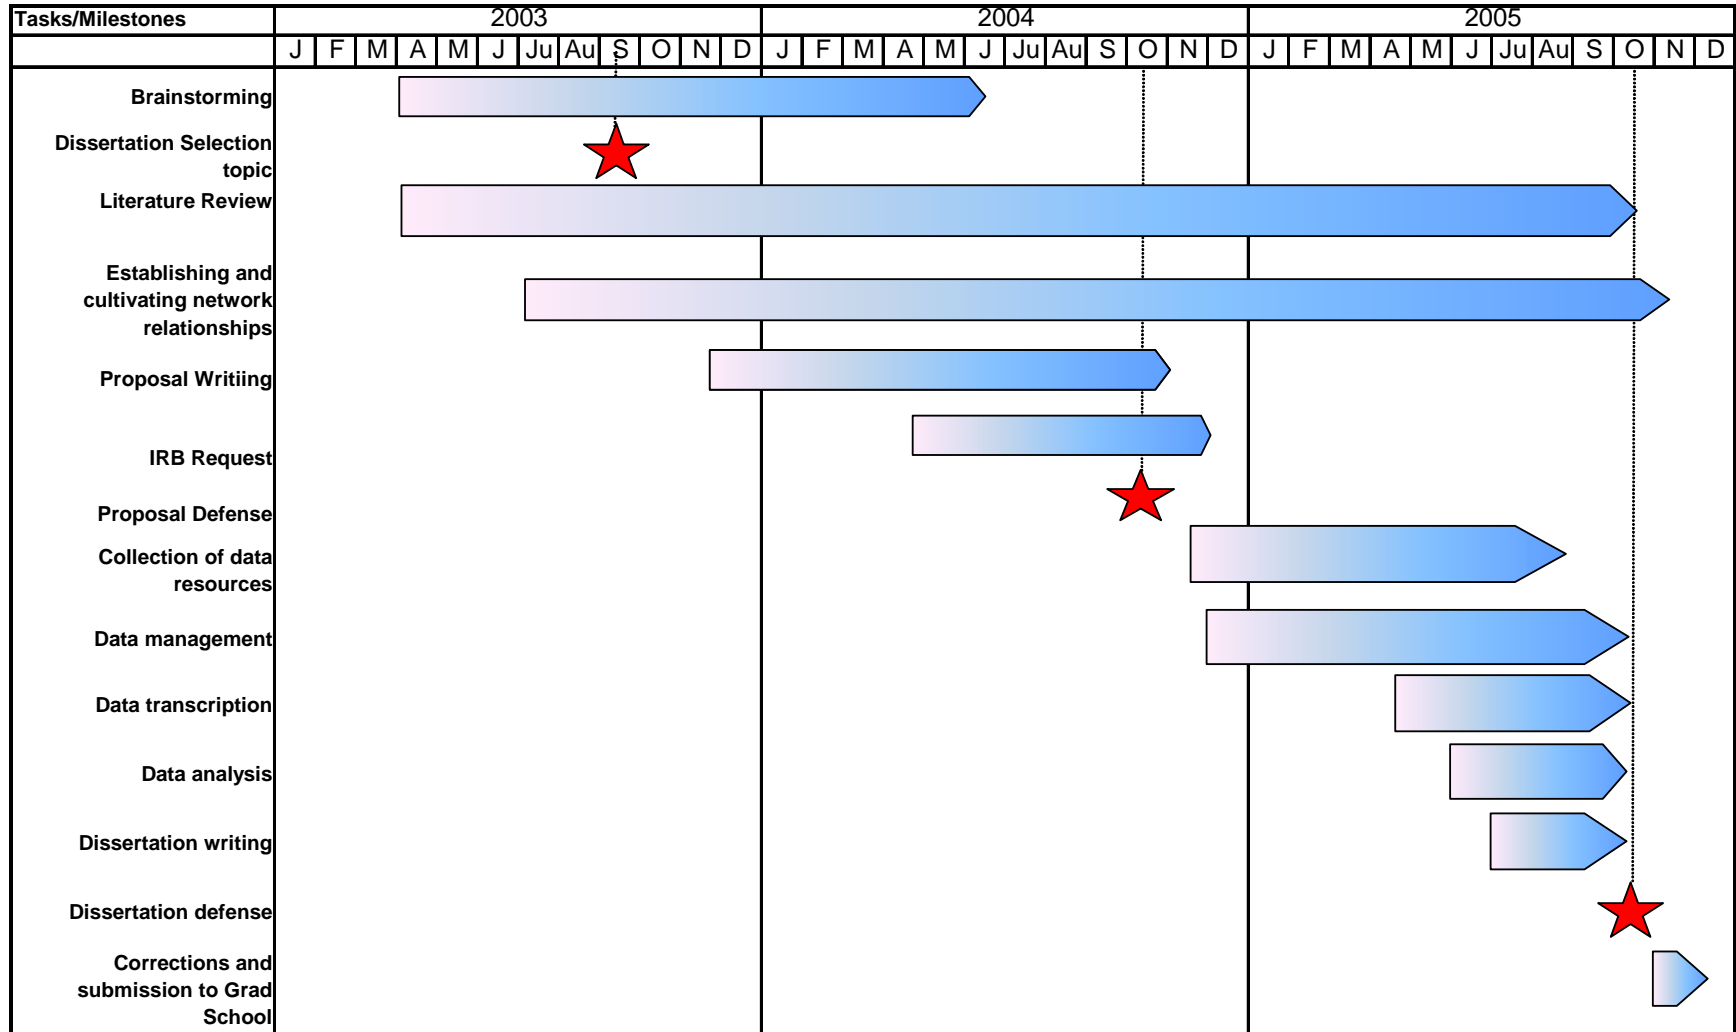 Tasks/Milestones 2003 2004 2005
J F M A M J Ju Au S O N D J F M A M J Ju Au S O N D J F M A M J Ju Au S O N D
Brainstorming
Dissertation Selection
topic
Literature Review
Establishing and
cultivating network
relationships
Proposal Writiing
IRB Request
Proposal Defense
Collection of data
resources
Data management
Data transcription
Data analysis
Dissertation writing
Dissertation defense
Corrections and
submission to Grad
School